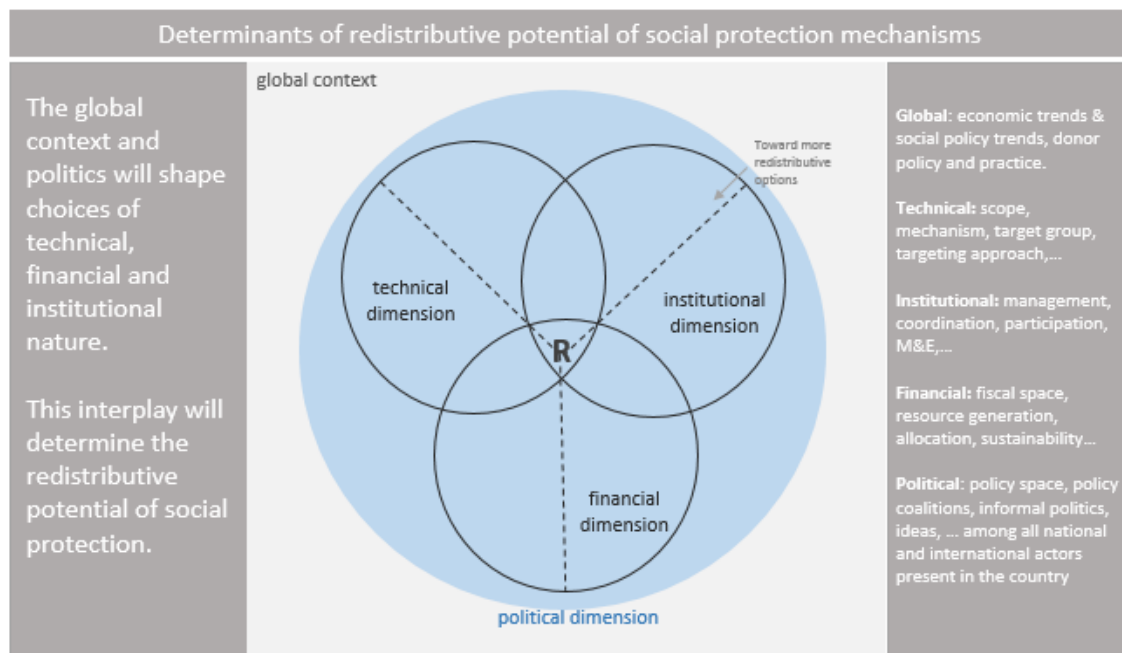 Determinants of redistributive potential of social protection mechanisms
The global
context and
politics will shape
choices of
technical,
financial and
institutional
nature.
This interplay will
determine the
redistributive
potential of social
protection.
global context
Toward more
redistributive
options
technical
dimension
institutional
dimension
R
financial
dimension
political dimension
Global: economic trends &
social policy trends, donor
policy and practice.
Technical: scope,
mechanism, target group,
targeting approach,...
Institutional: management,
coordination, participation,
M&E,...
Financial: fiscal space,
resource generation,
allocation, sustainability...
Political: policy space, policy
coalitions, informal politics,
ideas, ... among all national
and international actors
present in the country